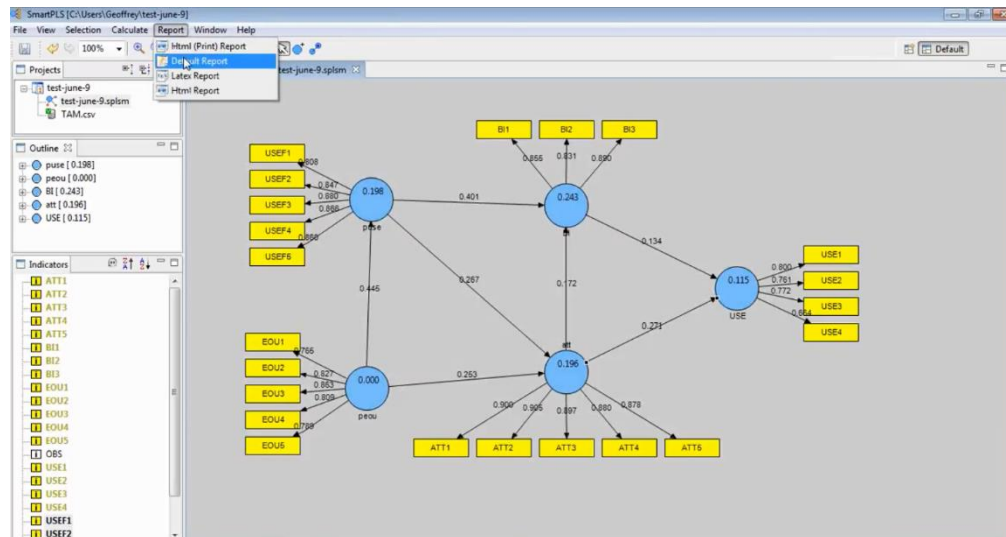 SmartPLS [C:\Users\Geoffrey\test-june-9]
File View Selection Calculate Report Window Help
100%
Default
Html (Print) Report
Default Report
Latex Report
Html Report
Projects
test-june-9
test-june-9.splsm
TAM.csv
test-june-9.splsm
Outline
puse [ 0.198]
peou [ 0.000]
BI [ 0.243]
att [ 0.196]
USE [ 0.115]
Indicators
ATT1
ATT2
ATT3
ATT4
ATT5
BI1
BI2
BI3
EOU1
EOU2
EOU3
EOU4
EOU5
OBS
USE1
USE2
USE3
USE4
USEF1
USEF2
BI1 BI2 BI3
0.855 0.831 0.890
USEF1
0.808
USEF2
0.847
USEF3
0.880
0.866
USEF4
USEF6
0.198
puse
0.401
0.243
0.134
0.445
0.267
0.172
0.271
0.115
USE
USE1
0.800
USE2
0.761
0.772
USE3
USE4
EOU1
EOU2
0.827
EOU3
0.863
0.809
EOU4
0.769
EOU5
0.000
peou
0.263
att
0.196
0.900 0.905 0.897 0.880 0.878
ATT1 ATT2 ATT3 ATT4 ATT5